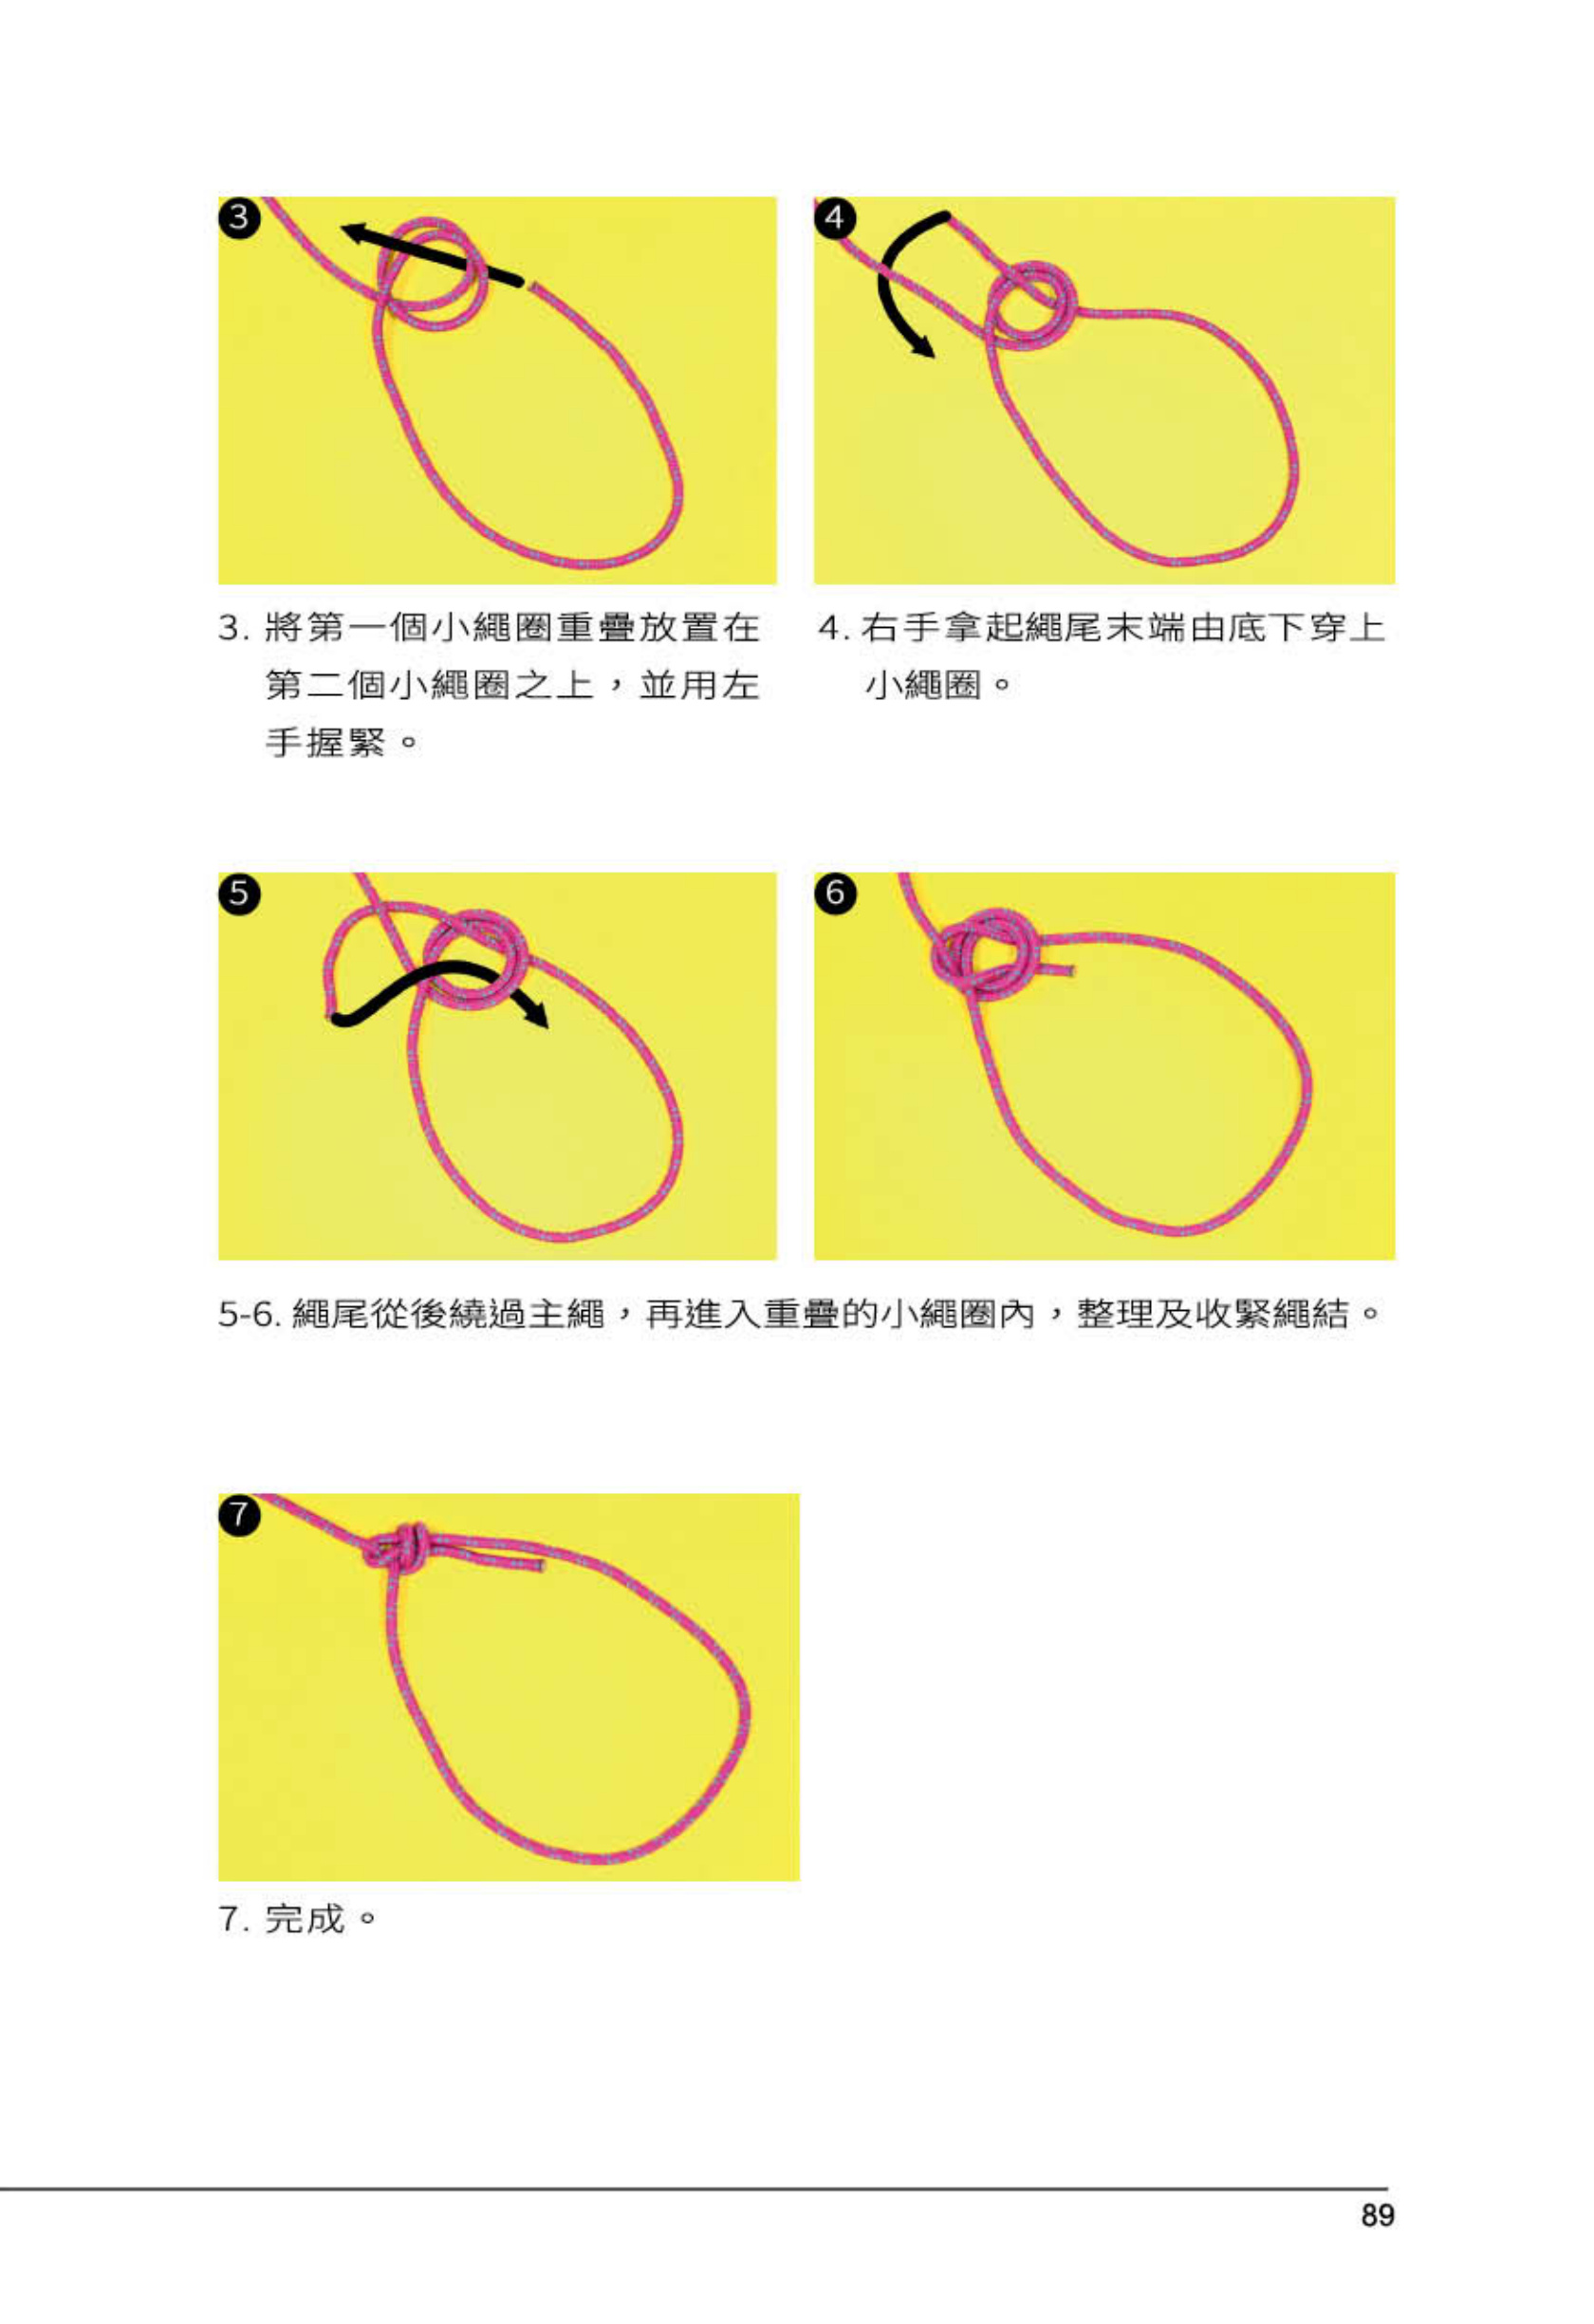 3
4
3. 將第一個小繩圈重疊放置在
第二個小繩圈之上，並用左
手握緊。
4. 右手拿起繩尾末端由底下穿上
小繩圈。
5
6
5-6. 繩尾從後繞過主繩，再進入重疊的小繩圈內，整理及收緊繩結。
7
7. 完成。
89